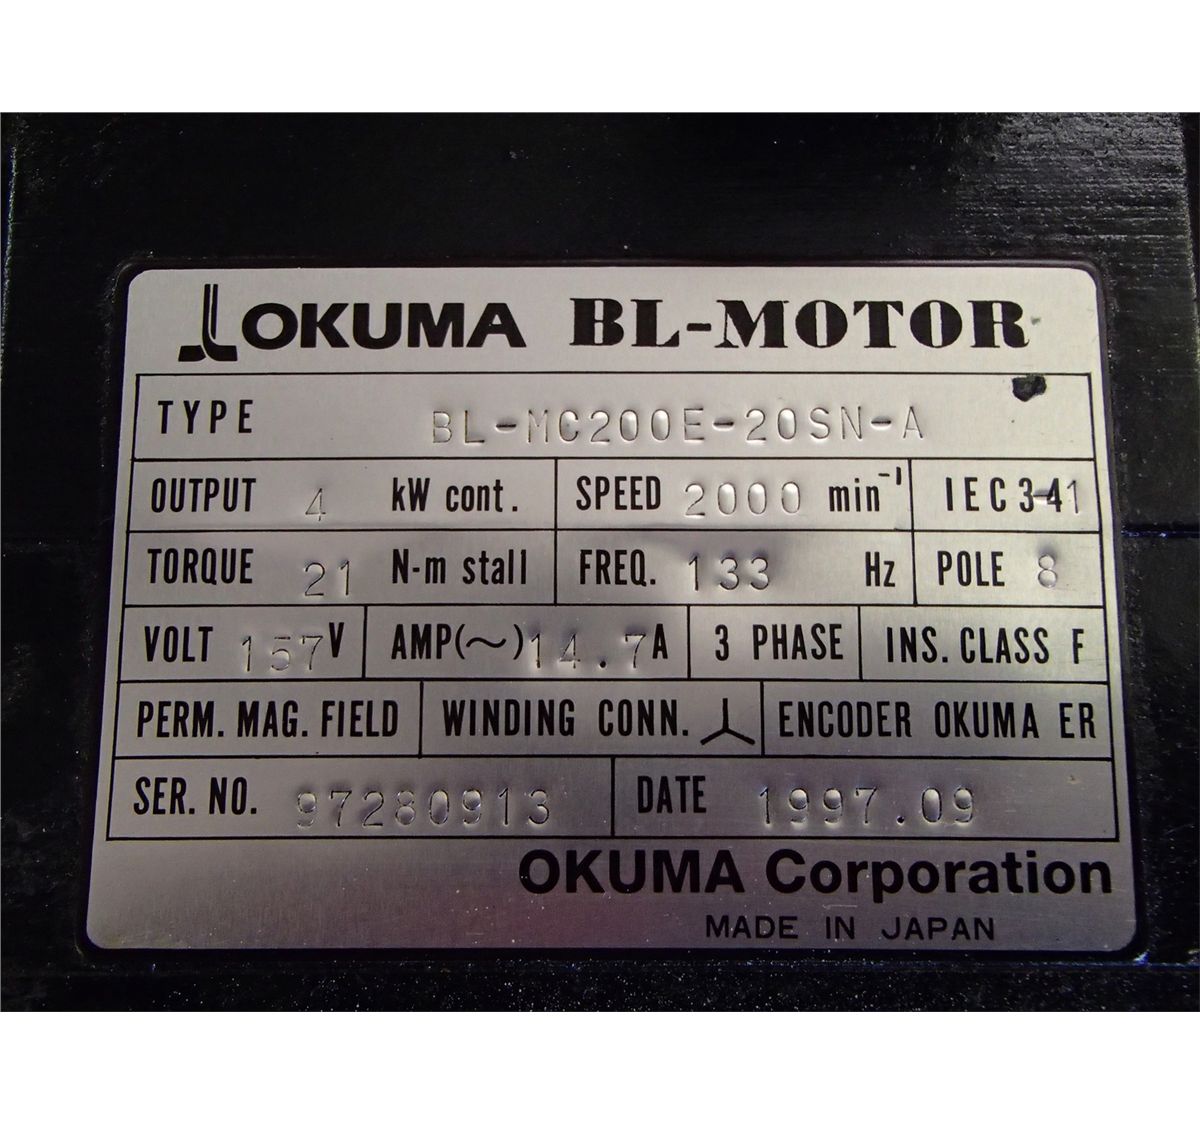 OKUMA BL-MOTOR
TYPE BL-MC200E-20SN-A
OUTPUT 4 kW cont. SPEED 2000 min⁻¹ IEC 34-1
TORQUE 21 N-m stall FREQ. 133 Hz POLE 8
VOLT 157V AMP(~)14.7A 3 PHASE INS. CLASS F
PERM. MAG. FIELD WINDING CONN. ENCODER OKUMA ER
SER. NO. 97280913 DATE 1997.09
OKUMA Corporation
MADE IN JAPAN